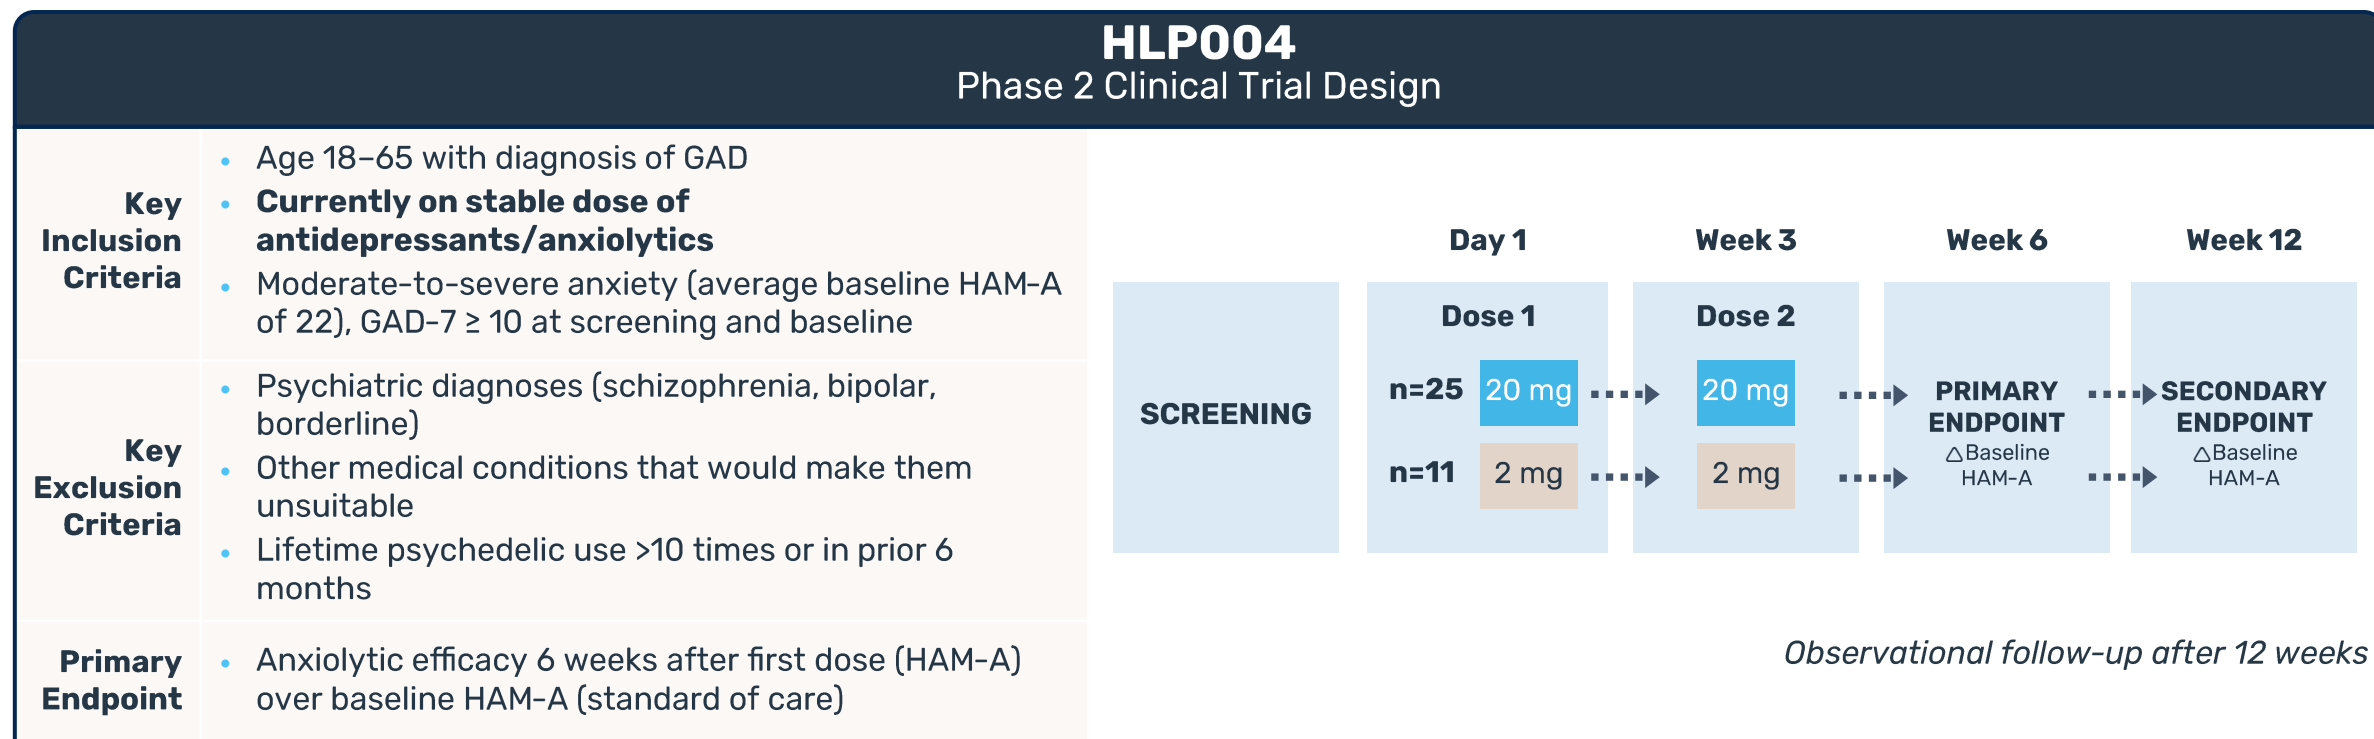 HLP004
Phase 2 Clinical Trial Design
Key
Inclusion
Criteria
• Age 18–65 with diagnosis of GAD
• Currently on stable dose of
antidepressants/anxiolytics
• Moderate-to-severe anxiety (average baseline HAM-A
of 22), GAD-7 ≥ 10 at screening and baseline
Key
Exclusion
Criteria
• Psychiatric diagnoses (schizophrenia, bipolar,
borderline)
• Other medical conditions that would make them
unsuitable
• Lifetime psychedelic use >10 times or in prior 6
months
Primary
Endpoint
• Anxiolytic efficacy 6 weeks after first dose (HAM-A)
over baseline HAM-A (standard of care)
SCREENING
Day 1
Dose 1
n=25 20 mg
n=11 2 mg
Week 3
Dose 2
20 mg
2 mg
Week 6
PRIMARY
ENDPOINT
△Baseline
HAM-A
Week 12
SECONDARY
ENDPOINT
△Baseline
HAM-A
Observational follow-up after 12 weeks